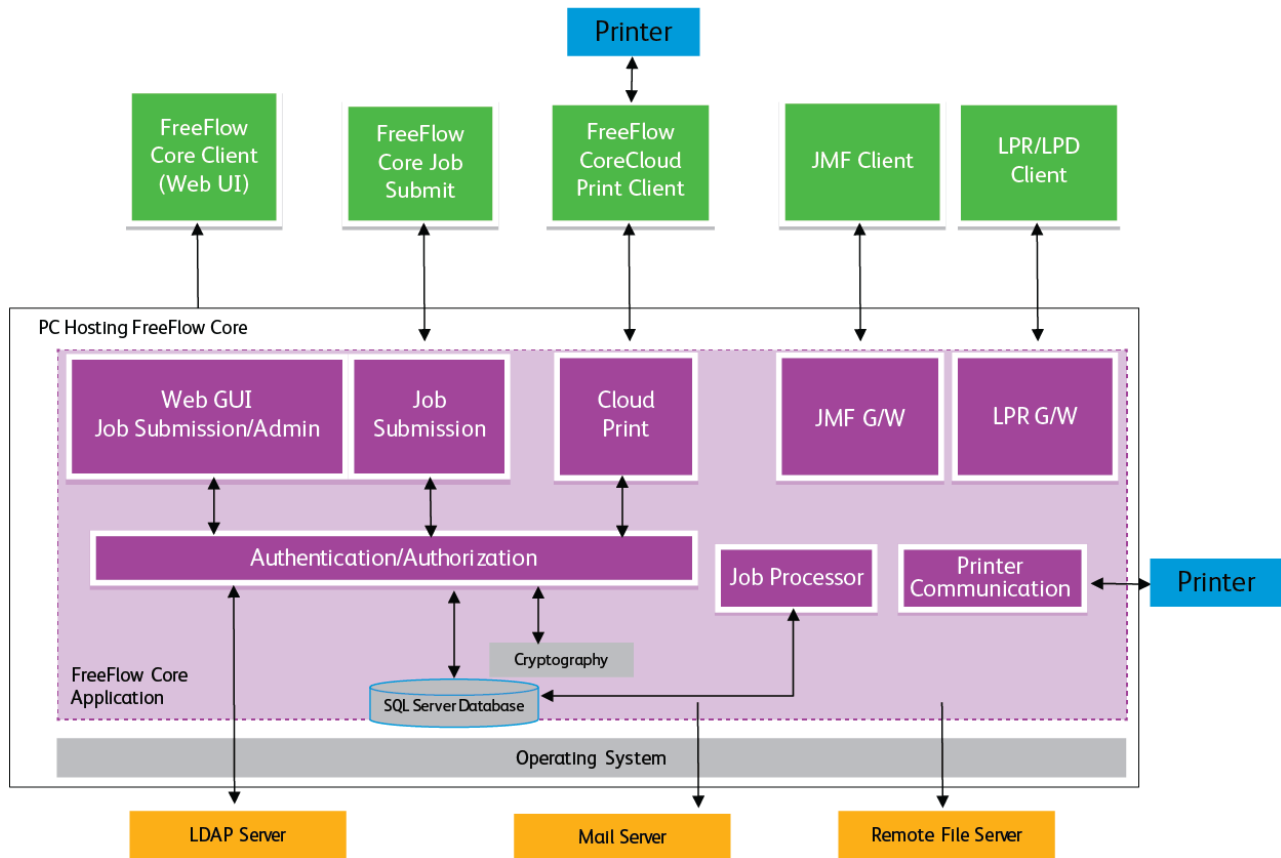 Printer
FreeFlow
Core Client
(Web UI)
FreeFlow
Core Job
Submit
FreeFlow
CoreCloud
Print Client
JMF Client
LPR/LPD
Client
PC Hosting FreeFlow Core
Web GUI
Job Submission/Admin
Job
Submission
Cloud
Print
JMF G/W
LPR G/W
Authentication/Authorization
Job Processor
Printer
Communication
Printer
Cryptography
FreeFlow Core
Application
SQL Server Database
Operating System
LDAP Server
Mail Server
Remote File Server